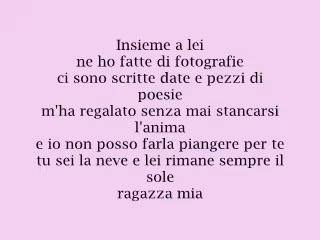 Insieme a lei
ne ho fatte di fotografie
ci sono scritte date e pezzi di
poesie
m'ha regalato senza mai stancarsi
l'anima
e io non posso farla piangere per te
tu sei la neve e lei rimane sempre il
sole
ragazza mia